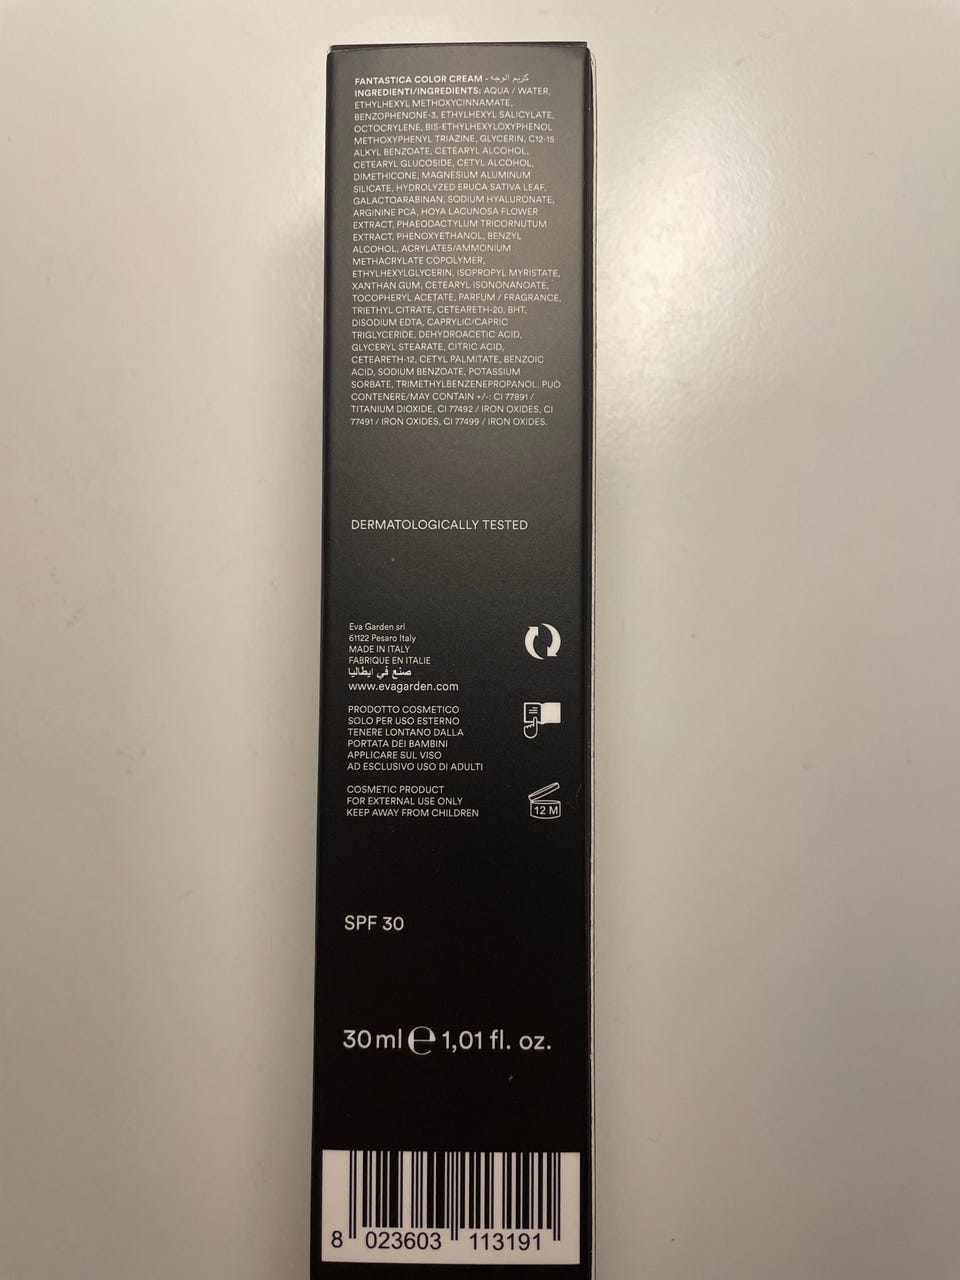 FANTASTICA COLOR CREAM - كريم الوجه
INGREDIENTI/INGREDIENTS: AQUA / WATER,
ETHYLHEXYL METHOXYCINNAMATE,
BENZOPHENONE-3, ETHYLHEXYL SALICYLATE,
OCTOCRYLENE, BIS-ETHYLHEXYLOXYPHENOL
METHOXYPHENYL TRIAZINE, GLYCERIN, C12-15
ALKYL BENZOATE, CETEARYL ALCOHOL,
CETEARYL GLUCOSIDE, CETYL ALCOHOL,
DIMETHICONE, MAGNESIUM ALUMINUM
SILICATE, HYDROLYZED ERUCA SATIVA LEAF,
GALACTOARABINAN, SODIUM HYALURONATE,
ARGININE PCA, HOYA LACUNOSA FLOWER
EXTRACT, PHAEODACTYLUM TRICORNUTUM
EXTRACT, PHENOXYETHANOL, BENZYL
ALCOHOL, ACRYLATES/AMMONIUM
METHACRYLATE COPOLYMER,
ETHYLHEXYLGLYCERIN, ISOPROPYL MYRISTATE,
XANTHAN GUM, CETEARYL ISONONANOATE,
TOCOPHERYL ACETATE, PARFUM / FRAGRANCE,
TRIETHYL CITRATE, CETEARETH-20, BHT,
DISODIUM EDTA, CAPRYLIC/CAPRIC
TRIGLYCERIDE, DEHYDROACETIC ACID,
GLYCERYL STEARATE, CITRIC ACID,
CETEARETH-12, CETYL PALMITATE, BENZOIC
ACID, SODIUM BENZOATE, POTASSIUM
SORBATE, TRIMETHYLBENZENEPROPANOL. PUÒ
CONTENERE/MAY CONTAIN +/-: CI 77891 /
TITANIUM DIOXIDE, CI 77492 / IRON OXIDES, CI
77491 / IRON OXIDES, CI 77499 / IRON OXIDES.
DERMATOLOGICALLY TESTED
Eva Garden srl
61122 Pesaro Italy
MADE IN ITALY
FABRIQUE EN ITALIE
صنع في ايطاليا
www.evagarden.com
PRODOTTO COSMETICO
SOLO PER USO ESTERNO
TENERE LONTANO DALLA
PORTATA DEI BAMBINI
APPLICARE SUL VISO
AD ESCLUSIVO USO DI ADULTI
COSMETIC PRODUCT
FOR EXTERNAL USE ONLY
KEEP AWAY FROM CHILDREN
12 M
SPF 30
30 ml ℮ 1,01 fl. oz.
8 023603 113191